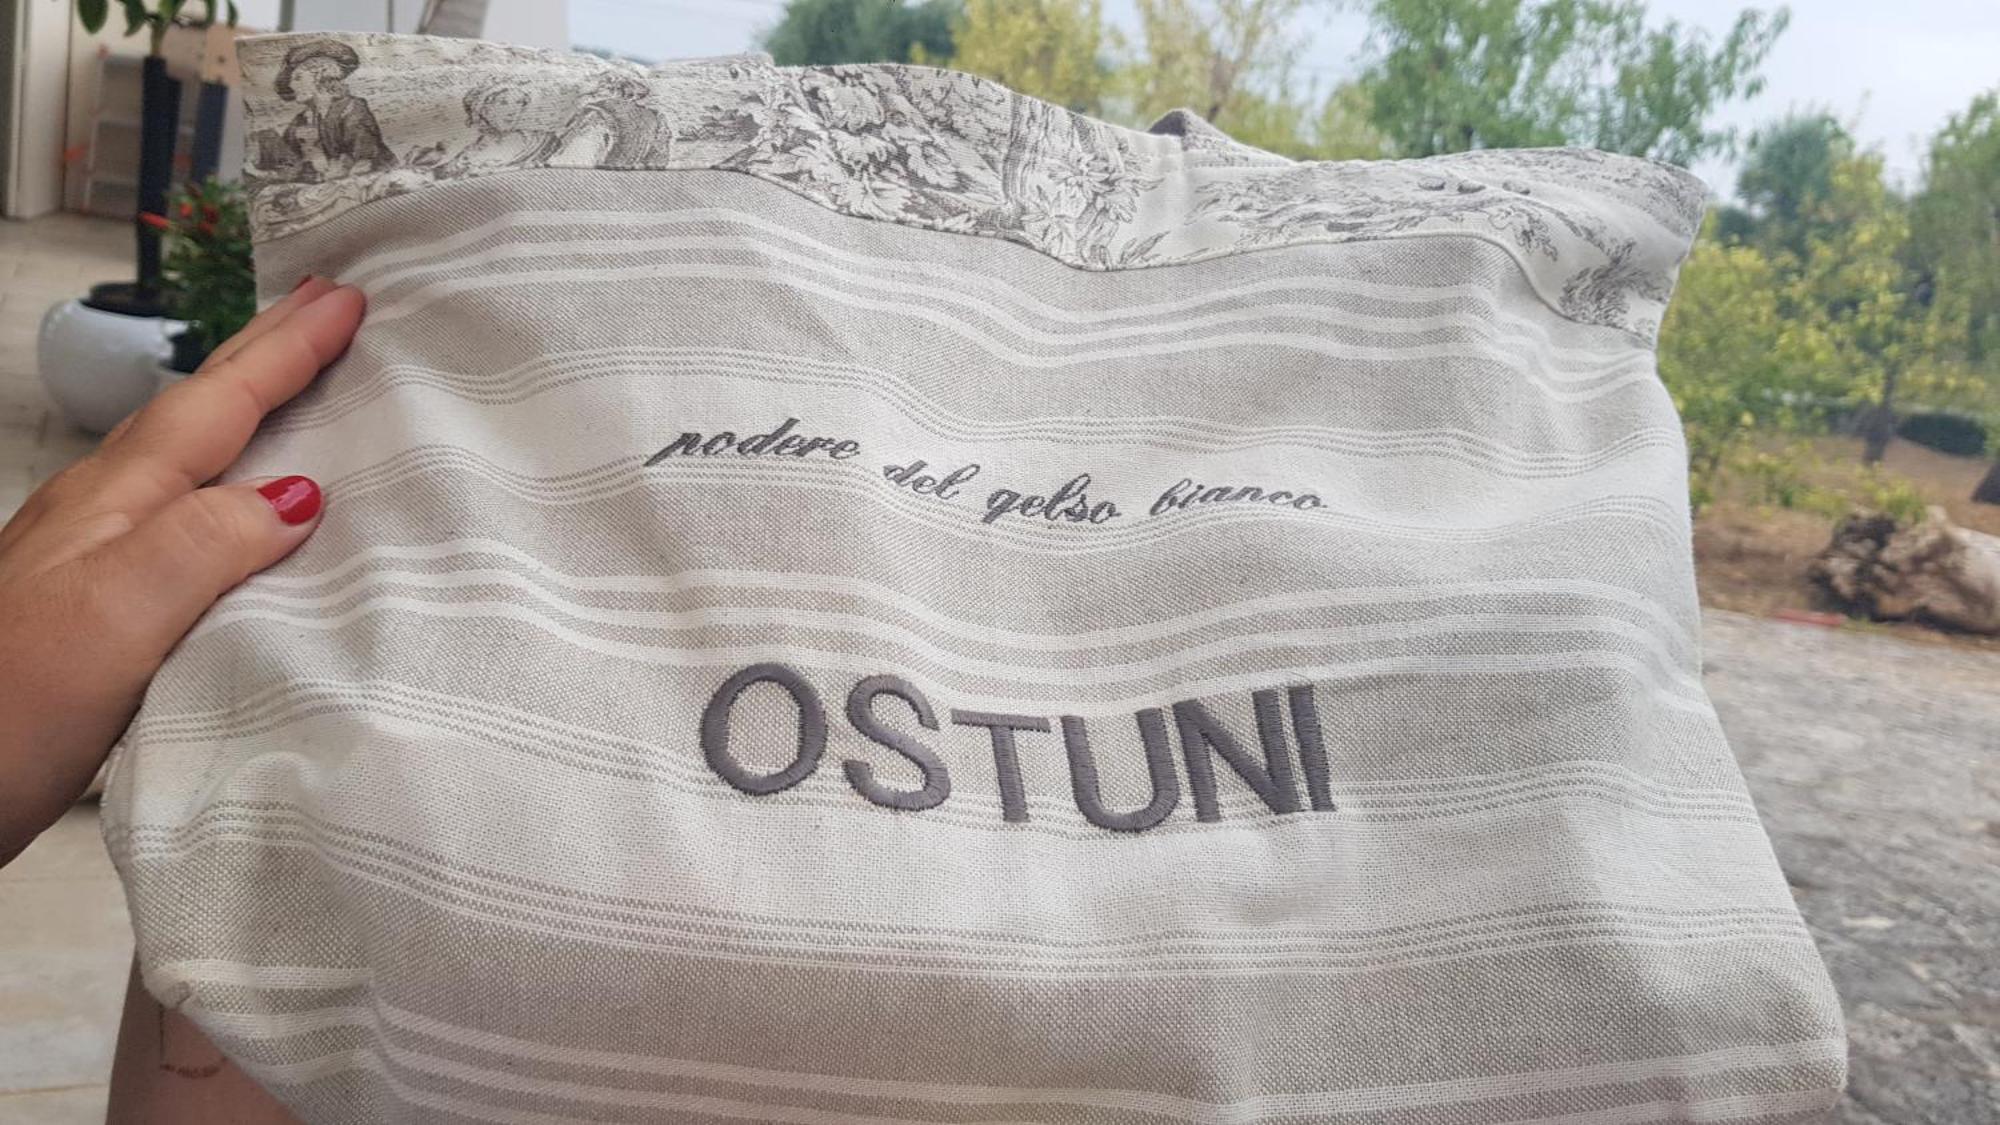 podere del gelso bianco
OSTUNI